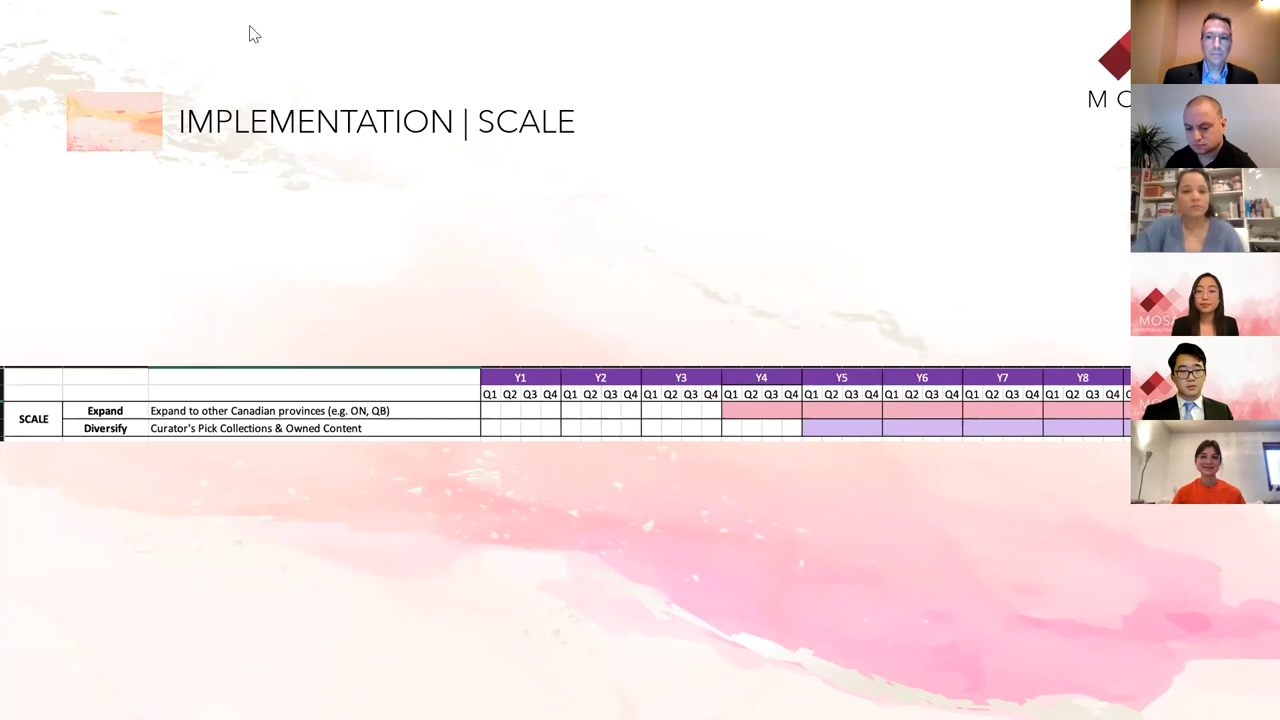 IMPLEMENTATION | SCALE
M O
MOSA
Y1 Y2 Y3 Y4 Y5 Y6 Y7 Y8
Q1 Q2 Q3 Q4 Q1 Q2 Q3 Q4 Q1 Q2 Q3 Q4 Q1 Q2 Q3 Q4 Q1 Q2 Q3 Q4 Q1 Q2 Q3 Q4 Q1 Q2 Q3 Q4 Q1 Q2 Q3 Q4
SCALE
Expand Expand to other Canadian provinces (e.g. ON, QB)
Diversify Curator's Pick Collections & Owned Content